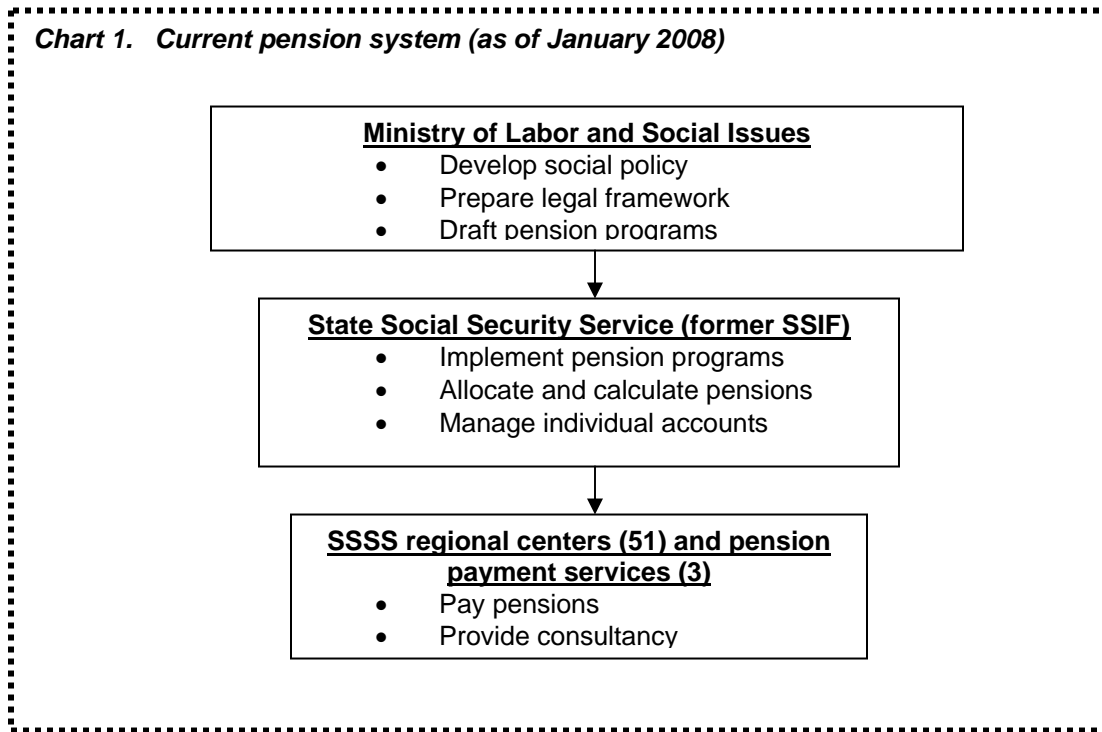 Chart 1. Current pension system (as of January 2008)
Ministry of Labor and Social Issues
• Develop social policy
• Prepare legal framework
• Draft pension programs
State Social Security Service (former SSIF)
• Implement pension programs
• Allocate and calculate pensions
• Manage individual accounts
SSSS regional centers (51) and pension
payment services (3)
• Pay pensions
• Provide consultancy